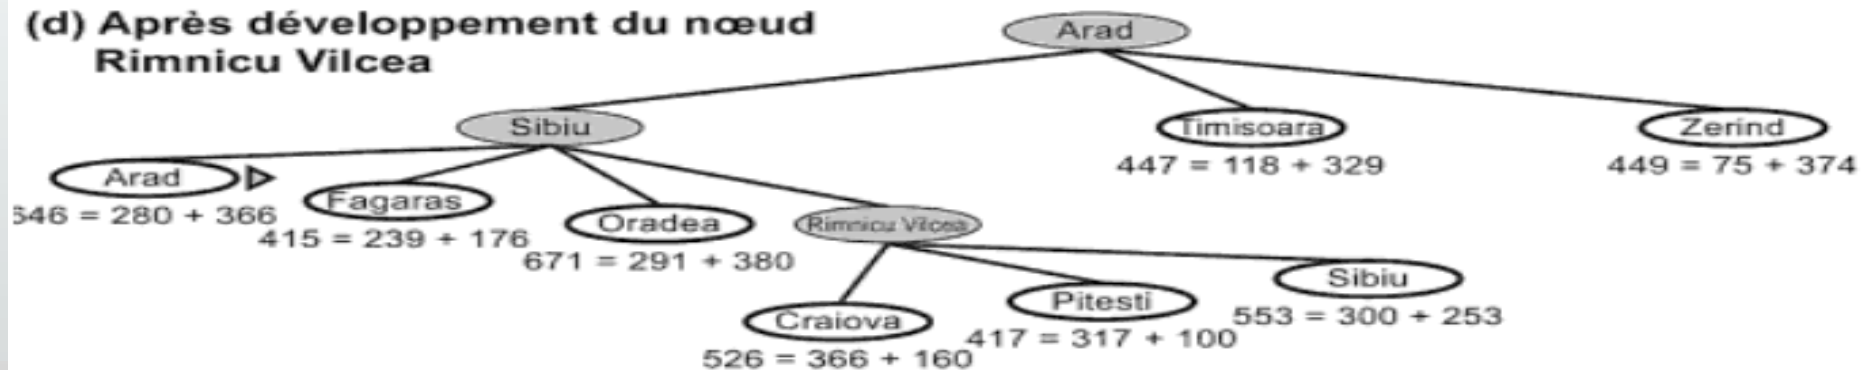 (d) Après développement du nœud
Rimnicu Vilcea
Arad
Sibiu
Timisoara
Zerind
447 = 118 + 329
449 = 75 + 374
Arad
646 = 280 + 366
Fagaras
415 = 239 + 176
Oradea
671 = 291 + 380
Rimnicu Vilcea
Craiova
526 = 366 + 160
Pitesti
417 = 317 + 100
Sibiu
553 = 300 + 253